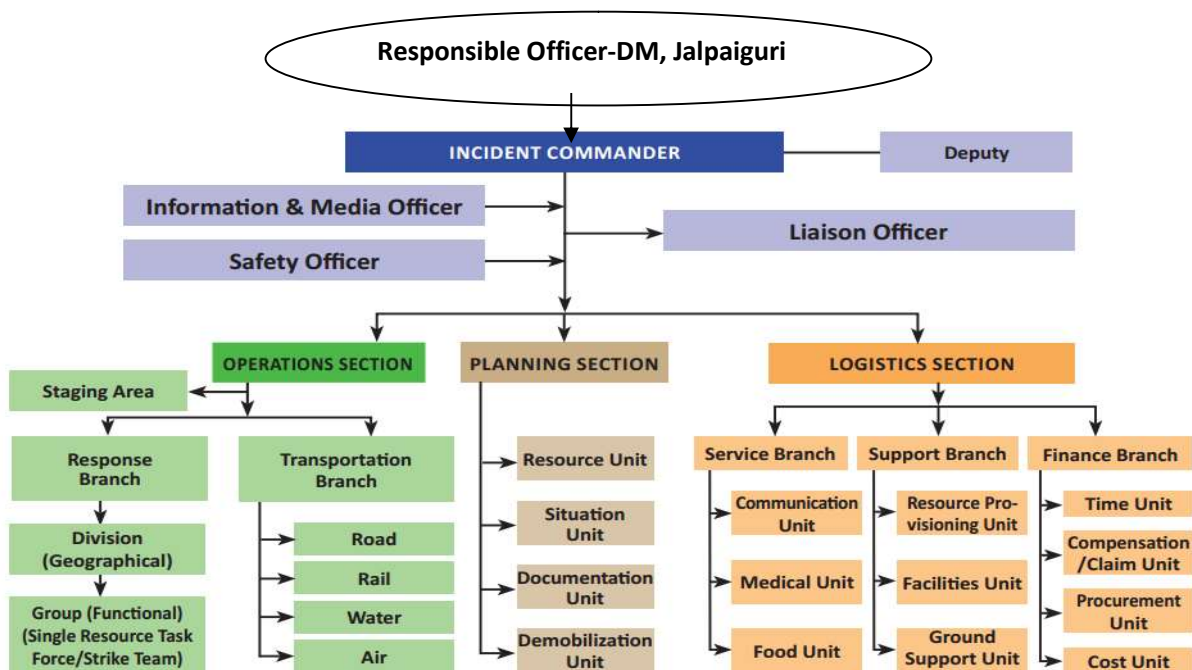 Responsible Officer-DM, Jalpaiguri
INCIDENT COMMANDER
Deputy
Information & Media Officer
Liaison Officer
Safety Officer
OPERATIONS SECTION
PLANNING SECTION
LOGISTICS SECTION
Staging Area
Response
Branch
Division
(Geographical)
Group (Functional)
(Single Resource Task
Force/Strike Team)
Transportation
Branch
Road
Rail
Water
Air
Resource Unit
Situation
Unit
Documentation
Unit
Demobilization
Unit
Service Branch
Communication
Unit
Medical Unit
Food Unit
Support Branch
Resource Pro-
visioning Unit
Facilities Unit
Ground
Support Unit
Finance Branch
Time Unit
Compensation
/Claim Unit
Procurement
Unit
Cost Unit